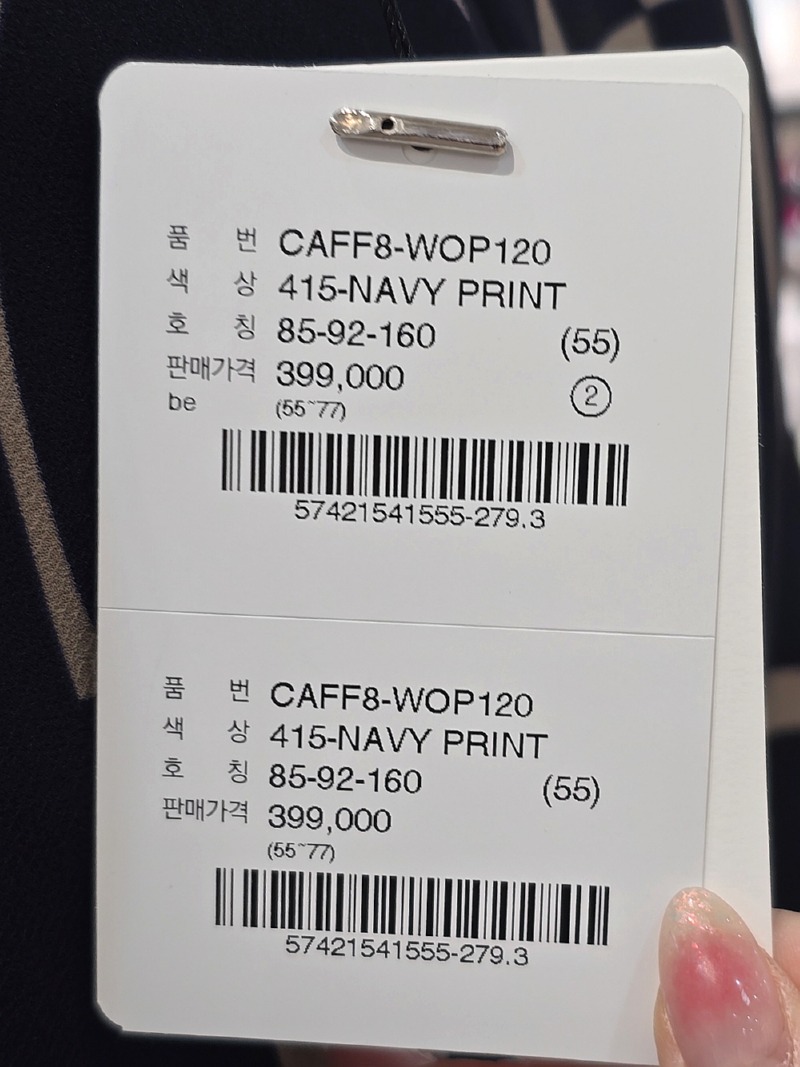 품 번 CAFF8-WOP120
색 상 415-NAVY PRINT
호 칭 85-92-160 (55)
판매가격 399,000 ②
be (55~77)
57421541555-279.3
품 번 CAFF8-WOP120
색 상 415-NAVY PRINT
호 칭 85-92-160 (55)
판매가격 399,000
(55~77)
57421541555-279.3